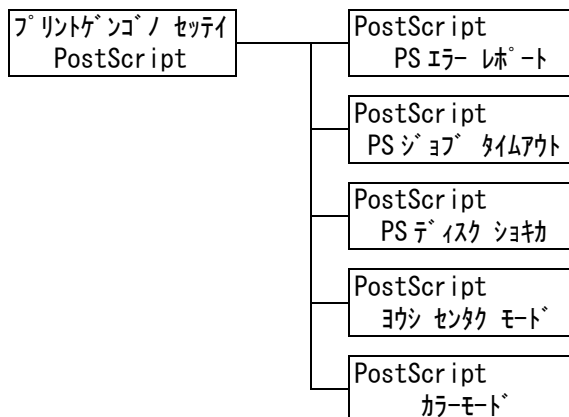 ﾌﾟﾘﾝﾄｹﾞﾝｺﾞﾉ ｾｯﾃｲ
PostScript
PostScript
PS ｴﾗｰ ﾚﾎﾟｰﾄ
PostScript
PS ｼﾞｮﾌﾞ ﾀｲﾑｱｳﾄ
PostScript
PS ﾃﾞｨｽｸ ｼｮｷｶ
PostScript
ﾖｳｼ ｾﾝﾀｸ ﾓｰﾄﾞ
PostScript
ｶﾗｰﾓｰﾄﾞ